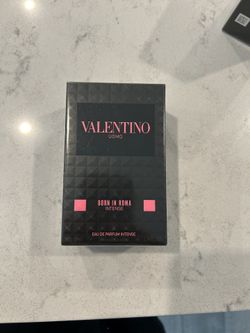 VALENTINO
UOMO
BORN IN ROMA
INTENSE
EAU DE PARFUM INTENSE